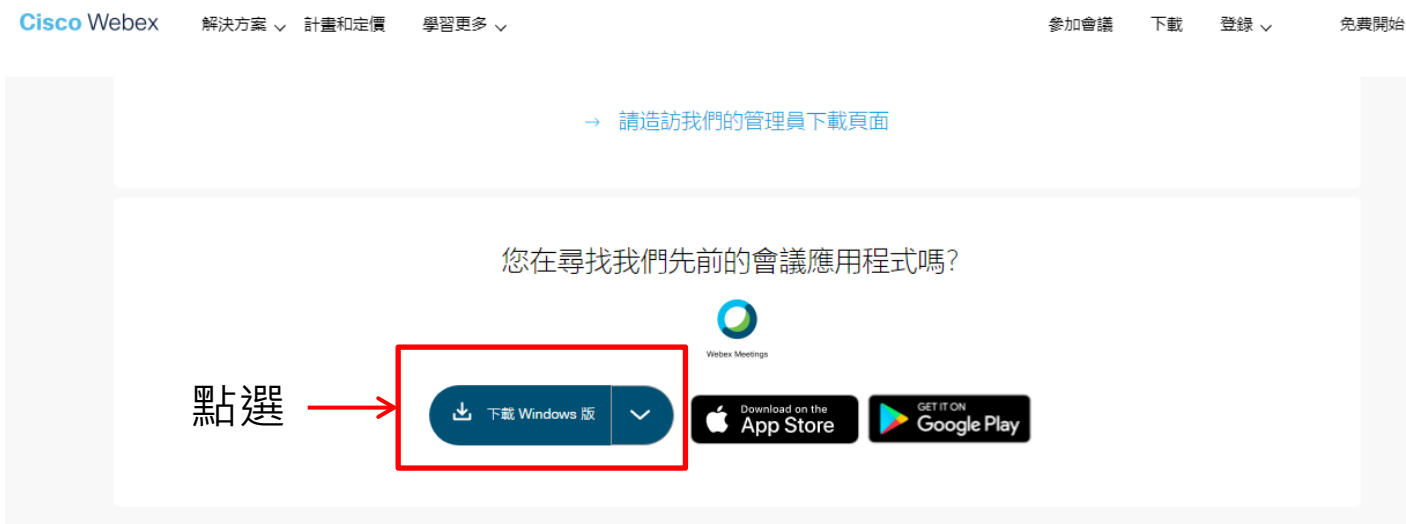 Cisco Webex 解決方案 計畫和定價 學習更多 參加會議 下載 登錄 免費開始
→ 請造訪我們的管理員下載頁面
您在尋找我們先前的會議應用程式嗎?
Webex Meetings
點選 下載 Windows 版 Download on the App Store GET IT ON Google Play